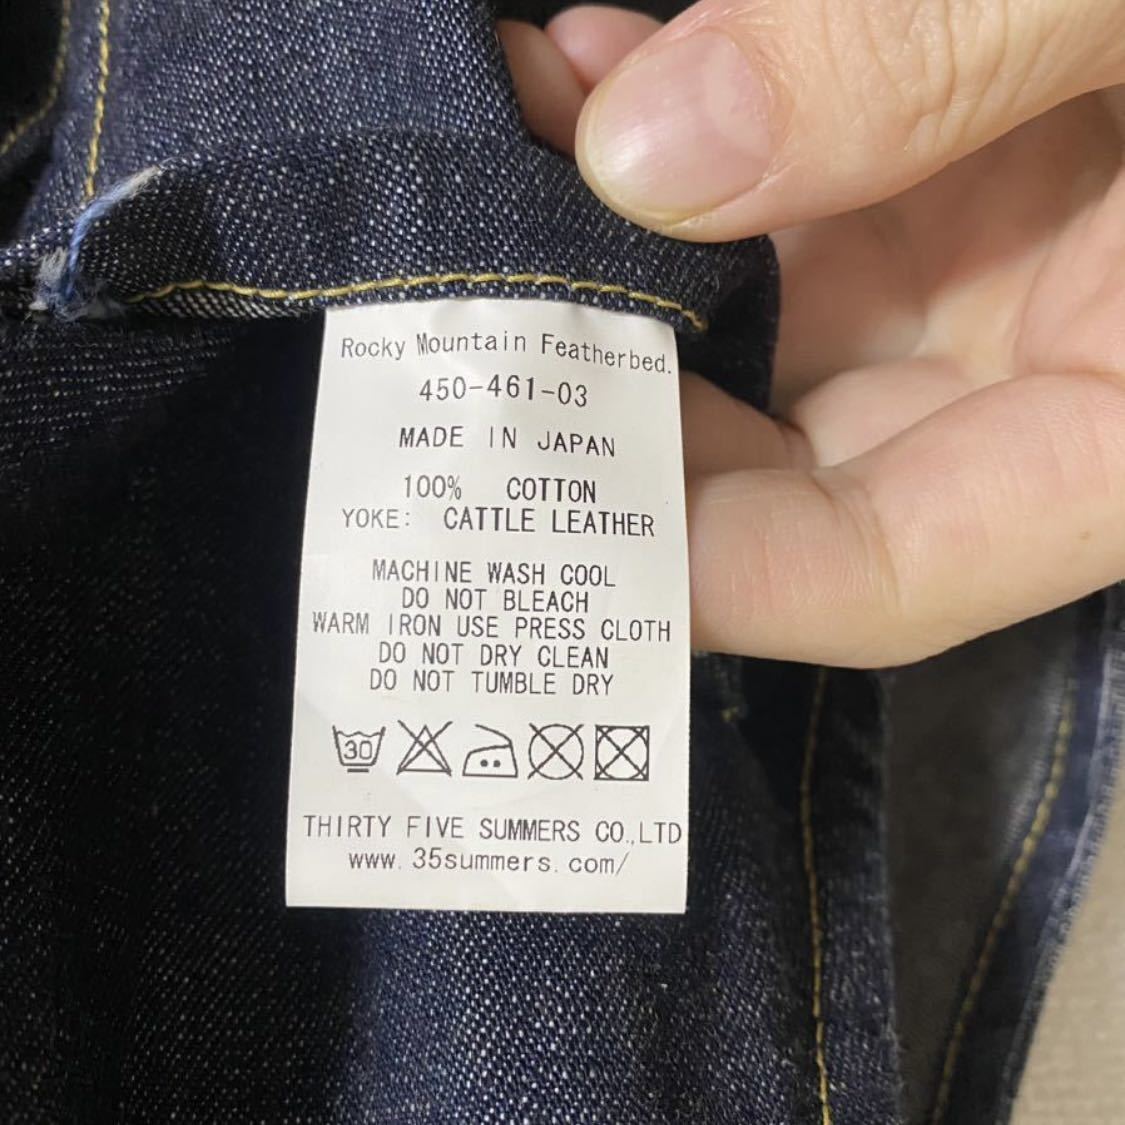 Rocky Mountain Featherbed.
450-461-03
MADE IN JAPAN
100% COTTON
YOKE: CATTLE LEATHER
MACHINE WASH COOL
DO NOT BLEACH
WARM IRON USE PRESS CLOTH
DO NOT DRY CLEAN
DO NOT TUMBLE DRY
30
THIRTY FIVE SUMMERS CO.,LTD
www.35summers.com/